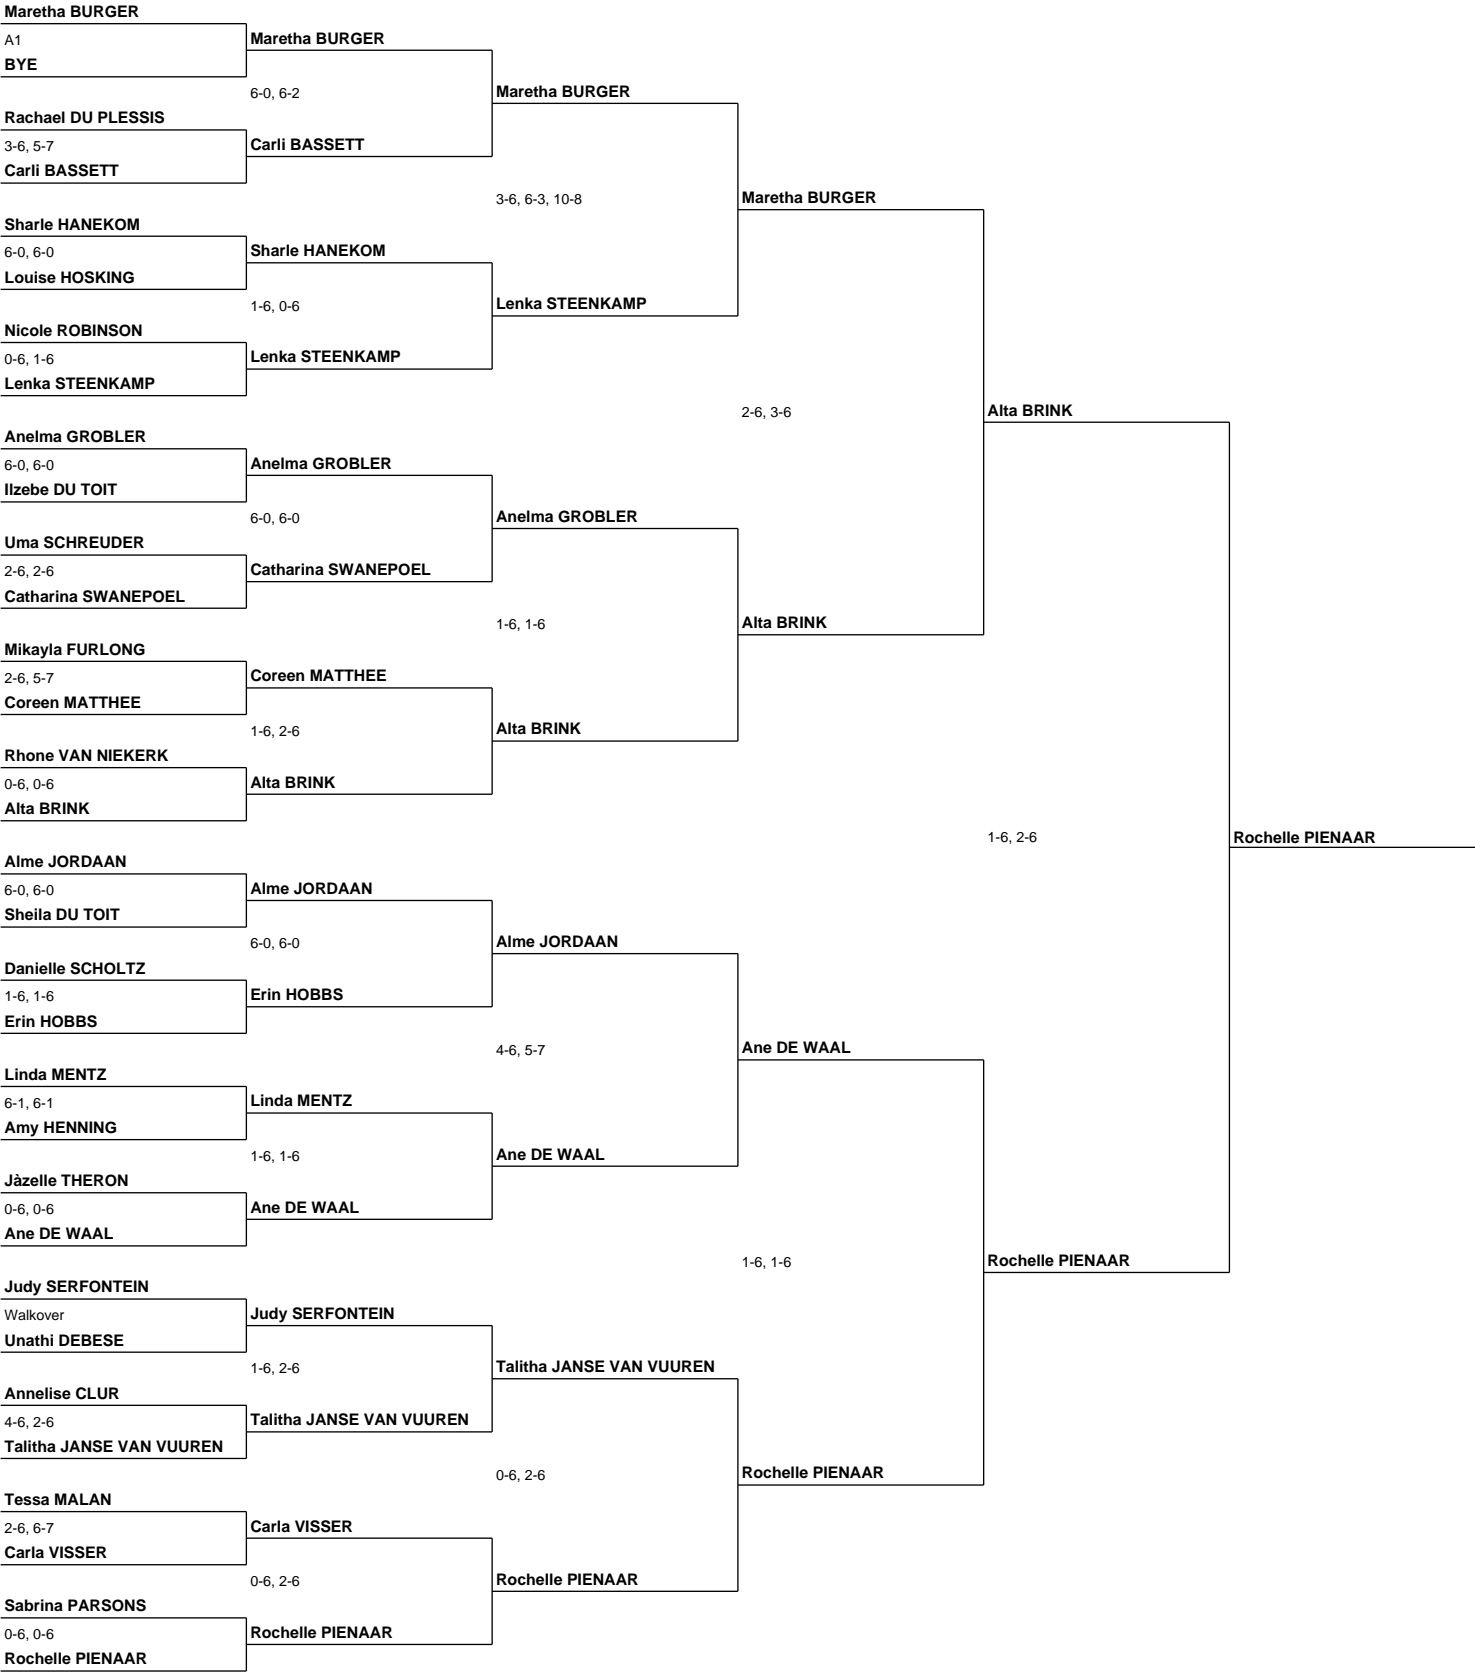 Maretha BURGER
A1
BYE
Rachael DU PLESSIS
3-6, 5-7
Carli BASSETT
Sharle HANEKOM
6-0, 6-0
Louise HOSKING
Nicole ROBINSON
0-6, 1-6
Lenka STEENKAMP
Anelma GROBLER
6-0, 6-0
Ilzebe DU TOIT
Uma SCHREUDER
2-6, 2-6
Catharina SWANEPOEL
Mikayla FURLONG
2-6, 5-7
Coreen MATTHEE
Rhone VAN NIEKERK
0-6, 0-6
Alta BRINK
Alme JORDAAN
6-0, 6-0
Sheila DU TOIT
Danielle SCHOLTZ
1-6, 1-6
Erin HOBBS
Linda MENTZ
6-1, 6-1
Amy HENNING
Jàzelle THERON
0-6, 0-6
Ane DE WAAL
Judy SERFONTEIN
Walkover
Unathi DEBESE
Annelise CLUR
4-6, 2-6
Talitha JANSE VAN VUUREN
Tessa MALAN
2-6, 6-7
Carla VISSER
Sabrina PARSONS
0-6, 0-6
Rochelle PIENAAR
Maretha BURGER
6-0, 6-2
Carli BASSETT
Sharle HANEKOM
1-6, 0-6
Lenka STEENKAMP
Anelma GROBLER
6-0, 6-0
Catharina SWANEPOEL
Coreen MATTHEE
1-6, 2-6
Alta BRINK
Alme JORDAAN
6-0, 6-0
Erin HOBBS
Linda MENTZ
1-6, 1-6
Ane DE WAAL
Judy SERFONTEIN
1-6, 2-6
Talitha JANSE VAN VUUREN
Carla VISSER
0-6, 2-6
Rochelle PIENAAR
Maretha BURGER
3-6, 6-3, 10-8
Lenka STEENKAMP
Anelma GROBLER
1-6, 1-6
Alta BRINK
Alme JORDAAN
4-6, 5-7
Ane DE WAAL
Talitha JANSE VAN VUUREN
0-6, 2-6
Rochelle PIENAAR
Maretha BURGER
2-6, 3-6
Alta BRINK
Ane DE WAAL
1-6, 1-6
Rochelle PIENAAR
Alta BRINK
1-6, 2-6
Rochelle PIENAAR
Rochelle PIENAAR